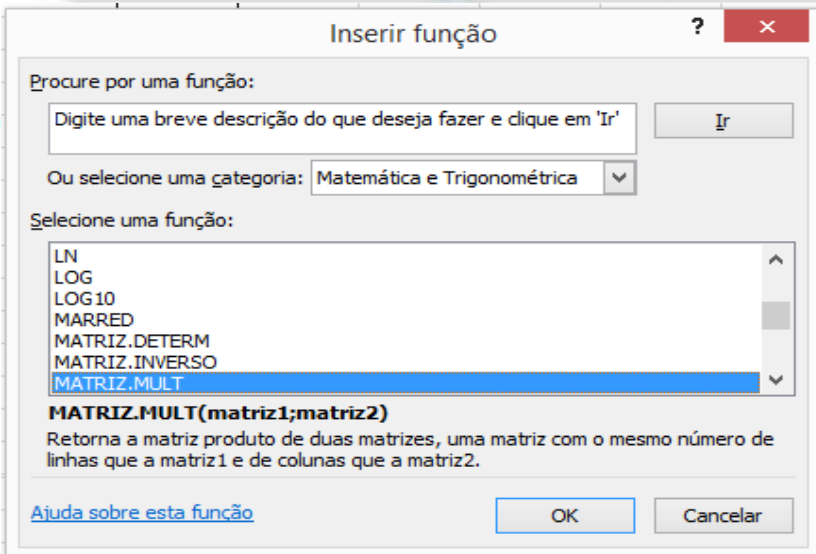 Inserir função
?
Procure por uma função:
Digite uma breve descrição do que deseja fazer e clique em 'Ir'
Ir
Ou selecione uma categoria: Matemática e Trigonométrica
Selecione uma função:
LN
LOG
LOG10
MARRED
MATRIZ.DETERM
MATRIZ.INVERSO
MATRIZ.MULT
MATRIZ.MULT(matriz1;matriz2)
Retorna a matriz produto de duas matrizes, uma matriz com o mesmo número de
linhas que a matriz1 e de colunas que a matriz2.
Ajuda sobre esta função
OK
Cancelar